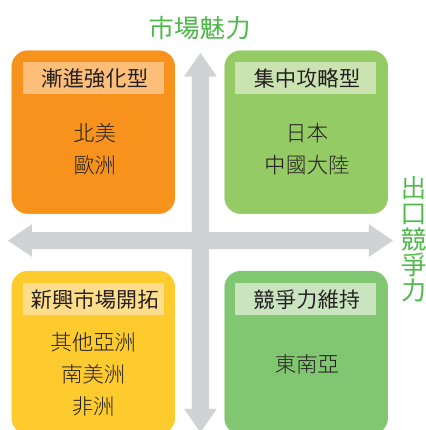 市場魅力
漸進強化型
北美
歐洲
集中攻略型
日本
中國大陸
出口競爭力
新興市場開拓
其他亞洲
南美洲
非洲
競爭力維持
東南亞